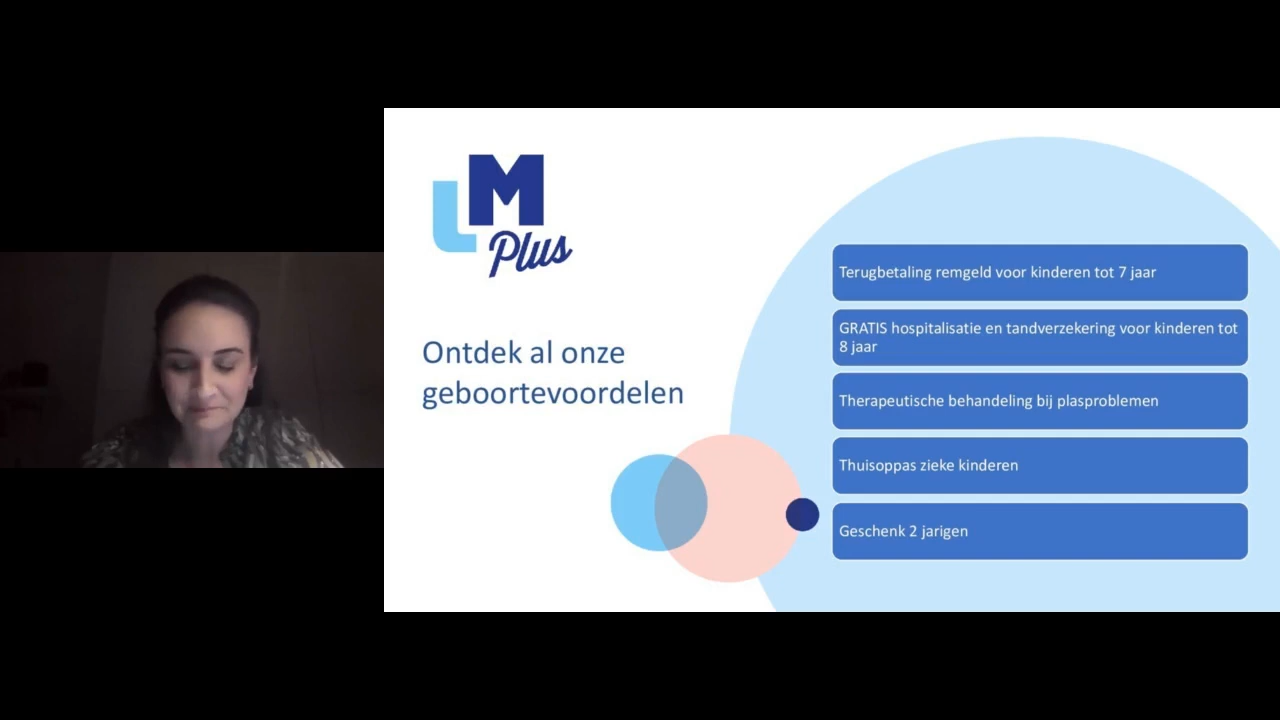 LM
Plus
Ontdek al onze
geboortevoordelen
Terugbetaling remgeld voor kinderen tot 7 jaar
GRATIS hospitalisatie en tandverzekering voor kinderen tot
8 jaar
Therapeutische behandeling bij plasproblemen
Thuisoppas zieke kinderen
Geschenk 2 jarigen